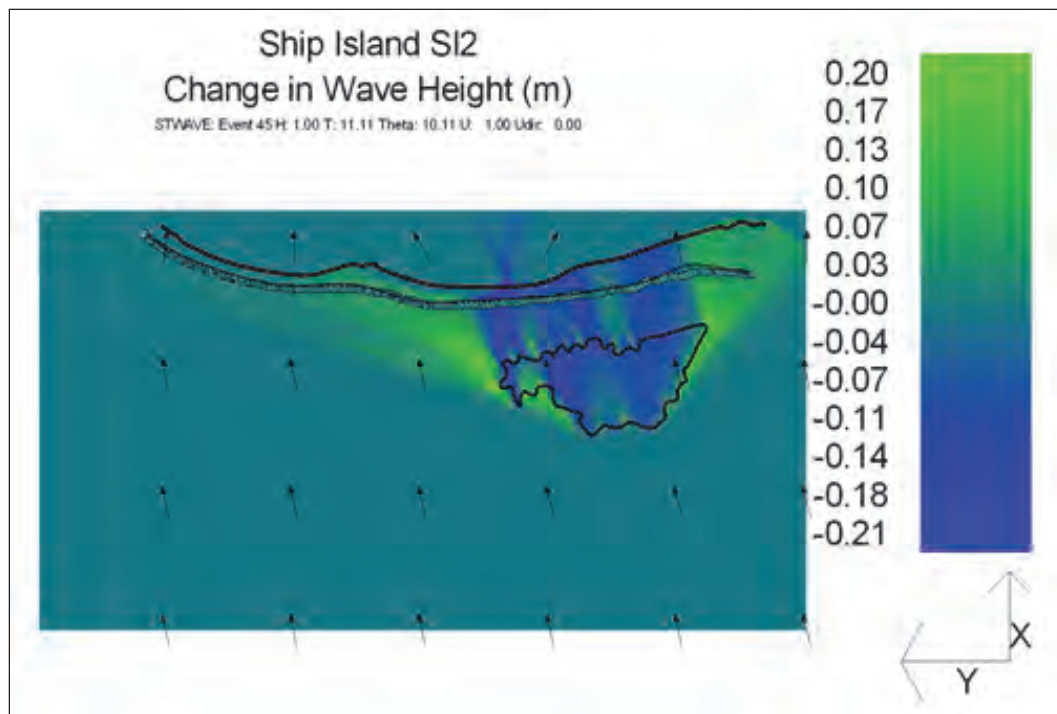 Ship Island SI2
Change in Wave Height (m)
STWAVE: Event 45 H: 1.00 T: 11.11 Theta: 10.11 U: 1.00 Udir: 0.00
0.20
0.17
0.13
0.10
0.07
0.03
-0.00
-0.04
-0.07
-0.11
-0.14
-0.18
-0.21
X
Y